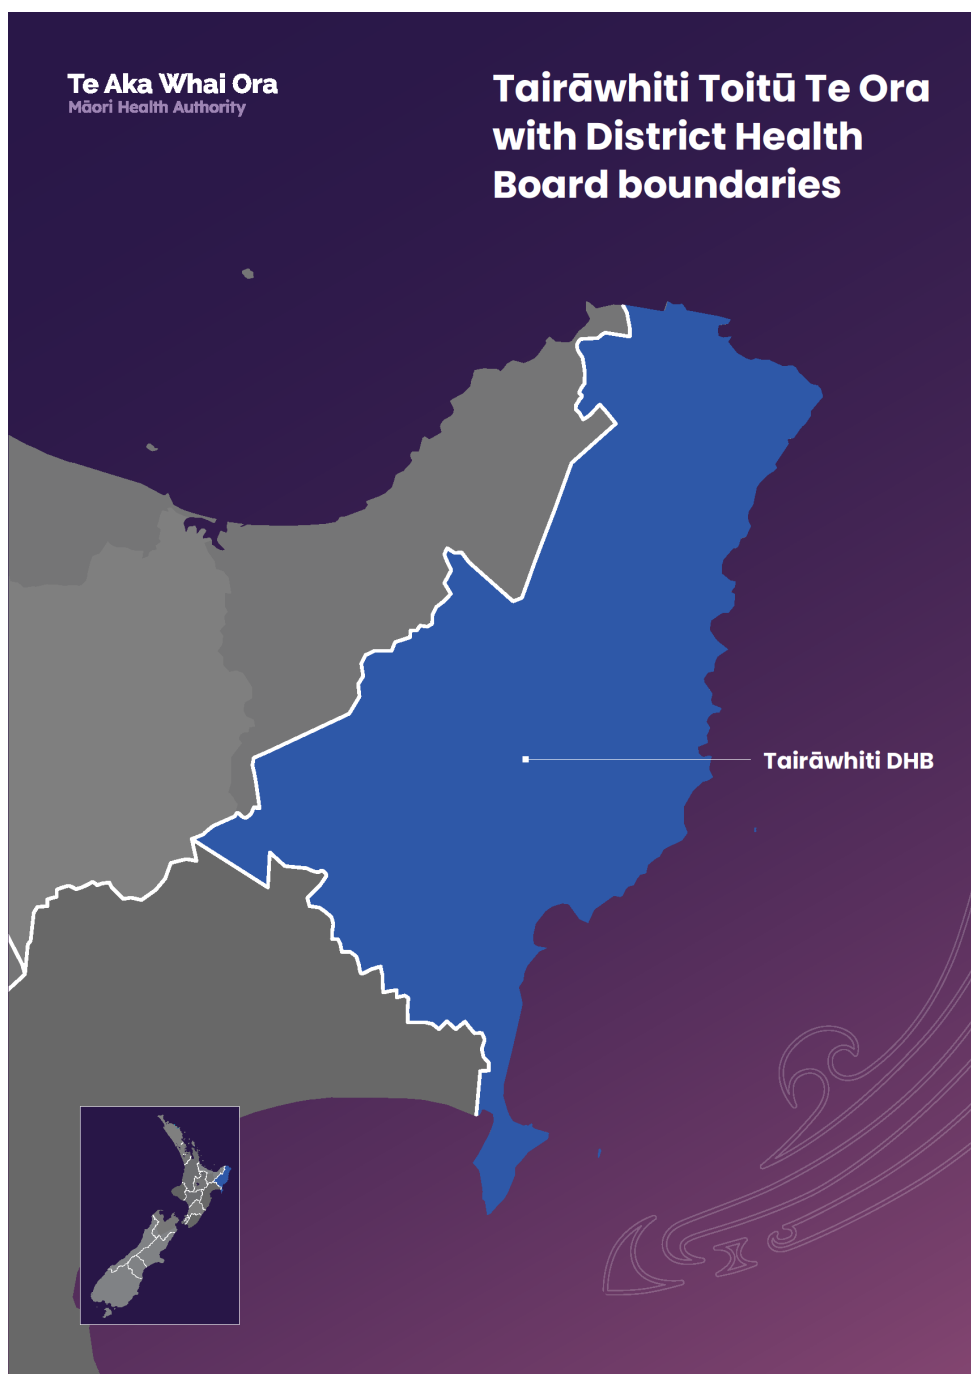 Te Aka Whai Ora
Māori Health Authority
Tairāwhiti Toitū Te Ora
with District Health
Board boundaries
Tairāwhiti DHB